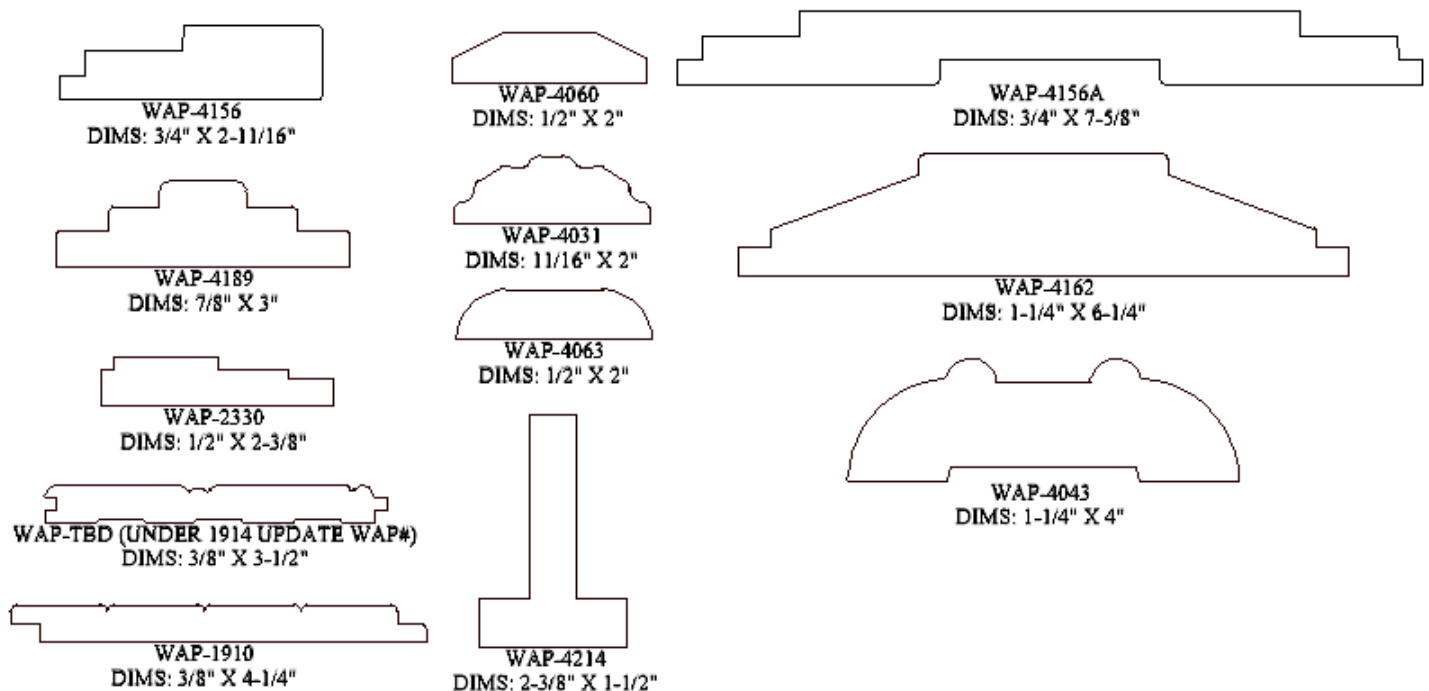 WAP-4156
DIMS: 3/4" X 2-11/16"
WAP-4189
DIMS: 7/8" X 3"
WAP-2330
DIMS: 1/2" X 2-3/8"
WAP-TBD (UNDER 1914 UPDATE WAP#)
DIMS: 3/8" X 3-1/2"
WAP-1910
DIMS: 3/8" X 4-1/4"
WAP-4060
DIMS: 1/2" X 2"
WAP-4031
DIMS: 11/16" X 2"
WAP-4063
DIMS: 1/2" X 2"
WAP-4214
DIMS: 2-3/8" X 1-1/2"
WAP-4156A
DIMS: 3/4" X 7-5/8"
WAP-4162
DIMS: 1-1/4" X 6-1/4"
WAP-4043
DIMS: 1-1/4" X 4"